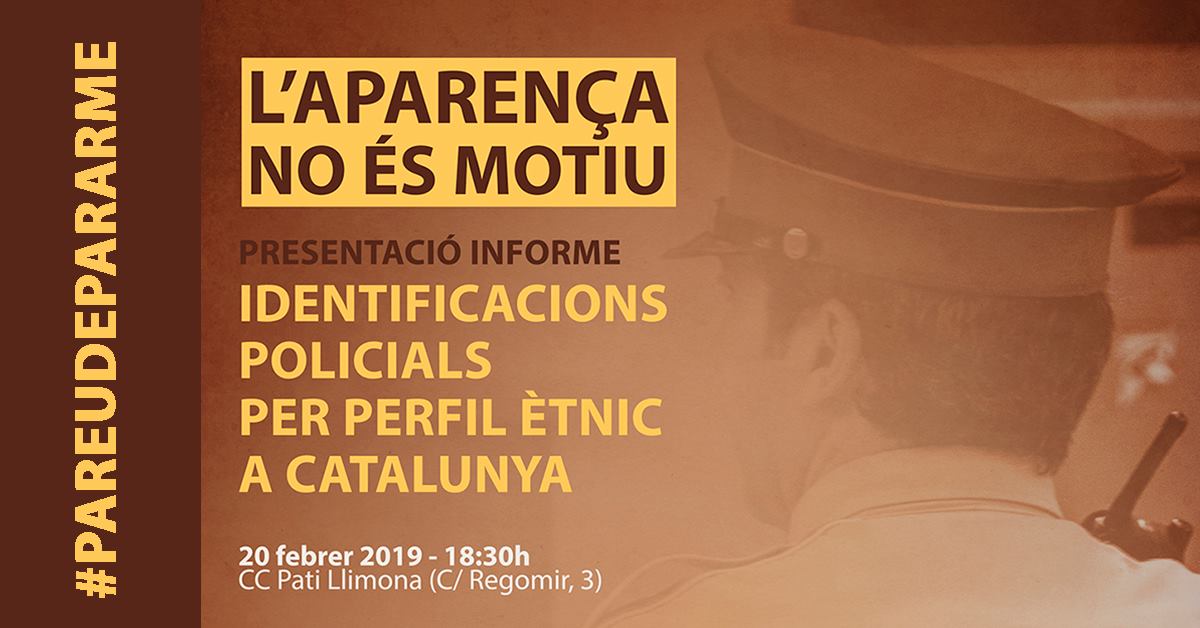 #PAREUDEPARARME
L'APARENÇA
NO ÉS MOTIU
PRESENTACIÓ INFORME
IDENTIFICACIONS
POLICIALS
PER PERFIL ÈTNIC
A CATALUNYA
20 febrer 2019 - 18:30h
CC Pati Llimona (C/ Regomir, 3)